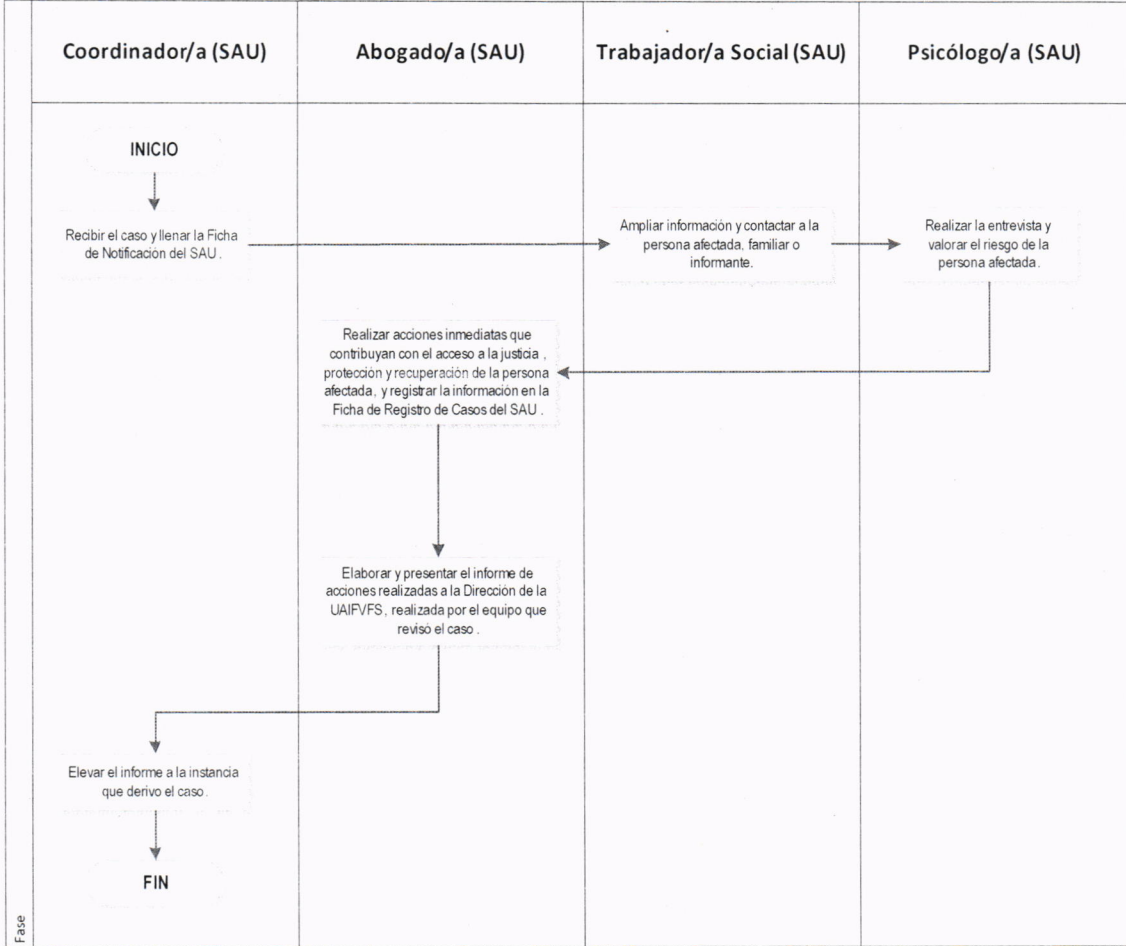 Coordinador/a (SAU)
Abogado/a (SAU)
Trabajador/a Social (SAU)
Psicólogo/a (SAU)
INICIO
Recibir el caso y llenar la Ficha
de Notificación del SAU .
Ampliar información y contactar a la
persona afectada, familiar o
informante.
Realizar la entrevista y
valorar el riesgo de la
persona afectada .
Realizar acciones inmediatas que
contribuyan con el acceso a la justicia ,
protección y recuperación de la persona
afectada , y registrar la información en la
Ficha de Registro de Casos del SAU .
Elaborar y presentar el informe de
acciones realizadas a la Dirección de la
UAIFVFS , realizada por el equipo que
revisó el caso .
Elevar el informe a la instancia
que derivo el caso .
FIN
Fase